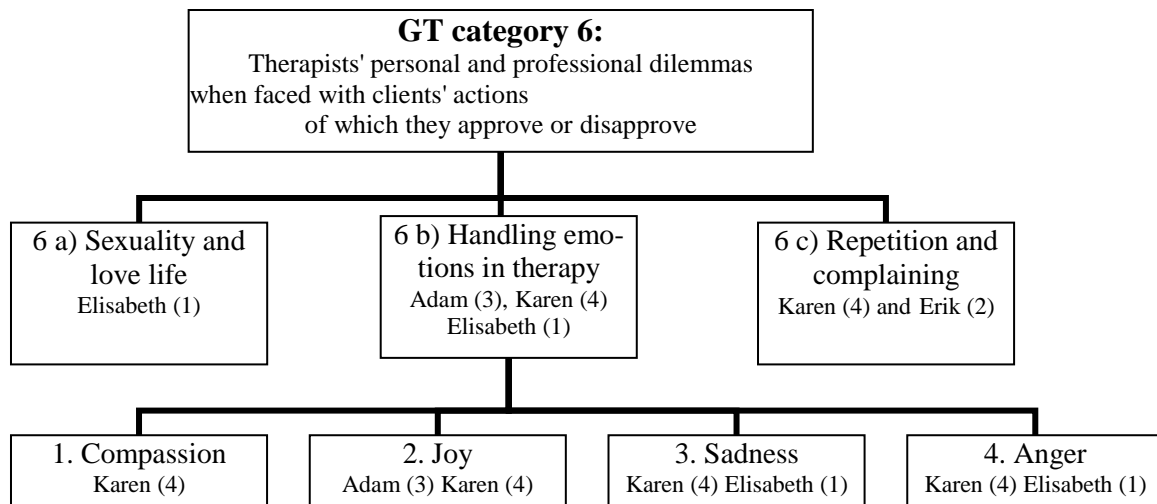 GT category 6:
Therapists' personal and professional dilemmas
when faced with clients' actions
of which they approve or disapprove
6 a) Sexuality and
love life
Elisabeth (1)
6 b) Handling emo-
tions in therapy
Adam (3), Karen (4)
Elisabeth (1)
6 c) Repetition and
complaining
Karen (4) and Erik (2)
1. Compassion
Karen (4)
2. Joy
Adam (3) Karen (4)
3. Sadness
Karen (4) Elisabeth (1)
4. Anger
Karen (4) Elisabeth (1)